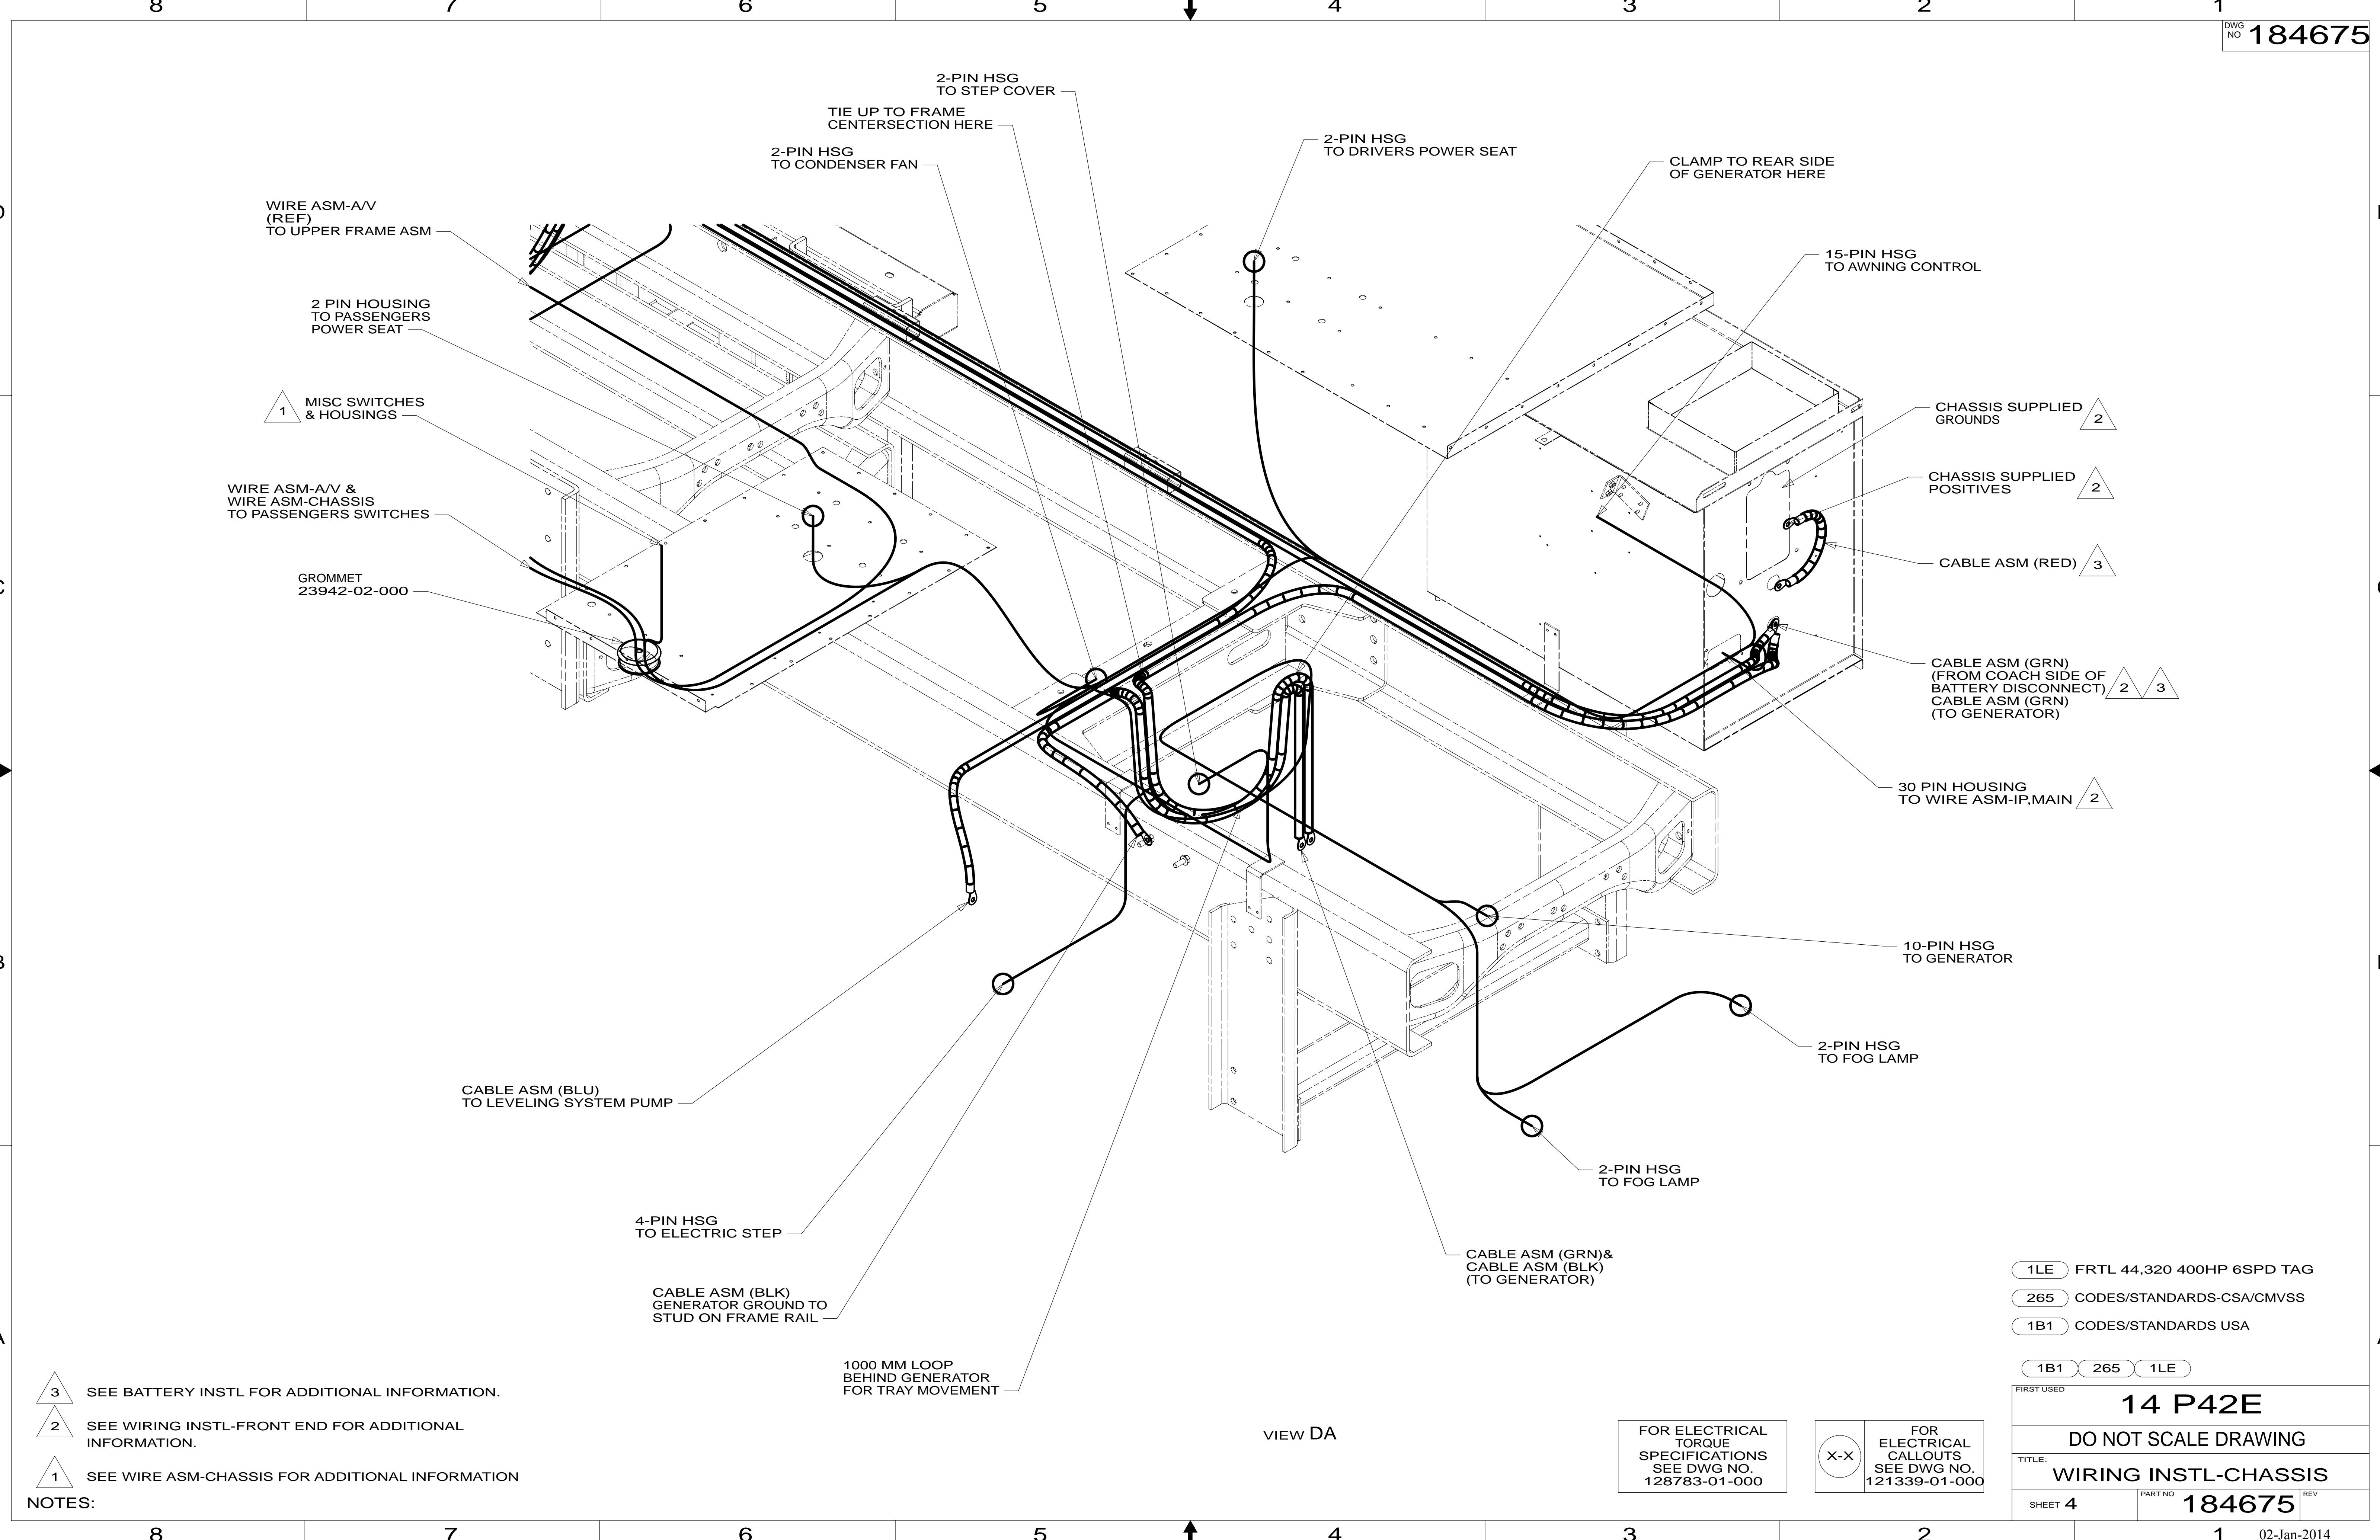 8 7 6 5 4 3 2 1
DWG
NO
184675
2-PIN HSG
TO STEP COVER
TIE UP TO FRAME
CENTERSECTION HERE
2-PIN HSG
TO CONDENSER FAN
2-PIN HSG
TO DRIVERS POWER SEAT
CLAMP TO REAR SIDE
OF GENERATOR HERE
WIRE ASM-A/V
(REF)
TO UPPER FRAME ASM
15-PIN HSG
TO AWNING CONTROL
2 PIN HOUSING
TO PASSENGERS
POWER SEAT
1
MISC SWITCHES
& HOUSINGS
CHASSIS SUPPLIED
GROUNDS
2
WIRE ASM-A/V &
WIRE ASM-CHASSIS
TO PASSENGERS SWITCHES
CHASSIS SUPPLIED
POSITIVES
2
GROMMET
23942-02-000
CABLE ASM (RED)
3
CABLE ASM (GRN)
(FROM COACH SIDE OF
BATTERY DISCONNECT)
CABLE ASM (GRN)
(TO GENERATOR)
2 3
30 PIN HOUSING
TO WIRE ASM-IP,MAIN
2
10-PIN HSG
TO GENERATOR
2-PIN HSG
TO FOG LAMP
CABLE ASM (BLU)
TO LEVELING SYSTEM PUMP
2-PIN HSG
TO FOG LAMP
4-PIN HSG
TO ELECTRIC STEP
CABLE ASM (GRN)&
CABLE ASM (BLK)
(TO GENERATOR)
CABLE ASM (BLK)
GENERATOR GROUND TO
STUD ON FRAME RAIL
1000 MM LOOP
BEHIND GENERATOR
FOR TRAY MOVEMENT
1LE FRTL 44,320 400HP 6SPD TAG
265 CODES/STANDARDS-CSA/CMVSS
1B1 CODES/STANDARDS USA
1B1 265 1LE
3 SEE BATTERY INSTL FOR ADDITIONAL INFORMATION.
2 SEE WIRING INSTL-FRONT END FOR ADDITIONAL
INFORMATION.
1 SEE WIRE ASM-CHASSIS FOR ADDITIONAL INFORMATION
NOTES:
VIEW DA
FOR ELECTRICAL
TORQUE
SPECIFICATIONS
SEE DWG NO.
128783-01-000
X-X
FOR
ELECTRICAL
CALLOUTS
SEE DWG NO.
121339-01-000
FIRST USED
14 P42E
DO NOT SCALE DRAWING
TITLE:
WIRING INSTL-CHASSIS
SHEET 4
PART NO
184675
REV
8 7 6 5 4 3 2 1
02-Jan-2014